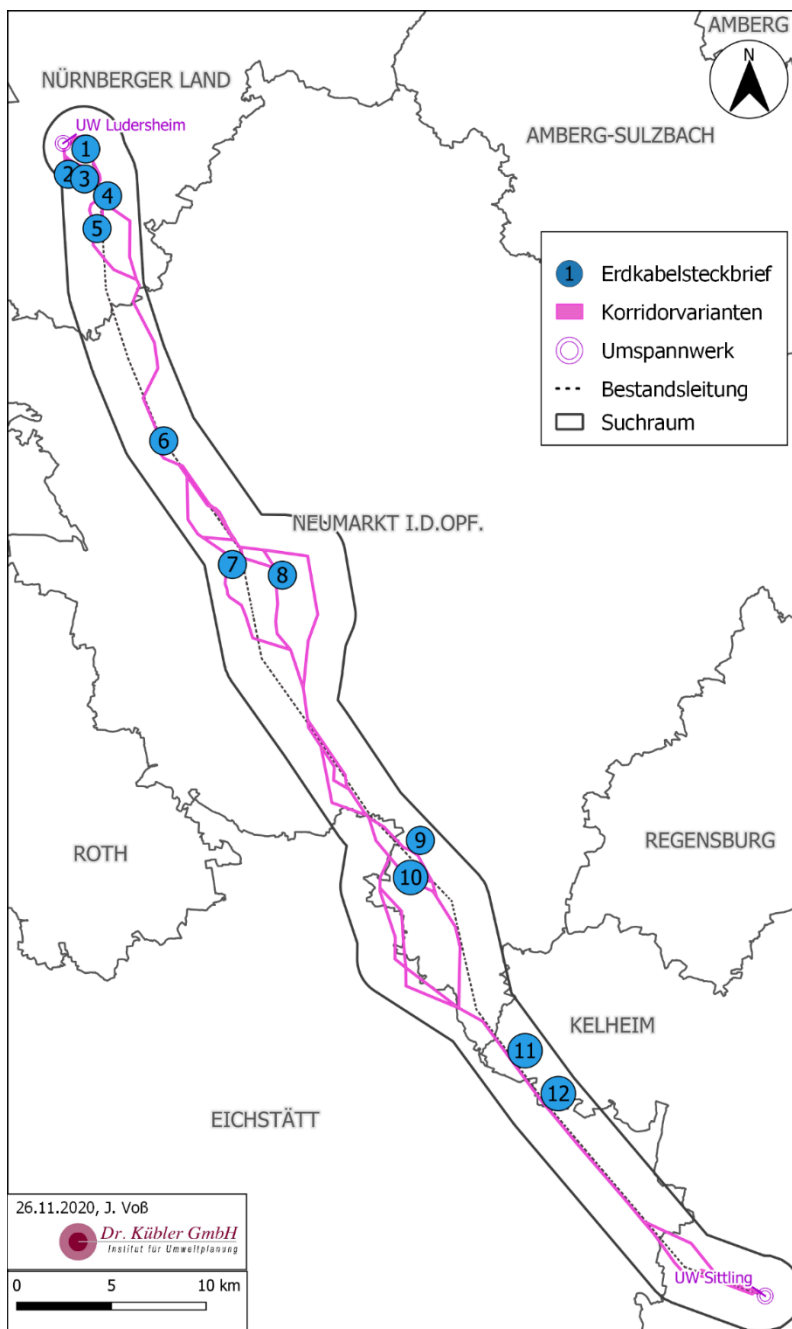 AMBERG
N
NÜRNBERGER LAND
UW Ludersheim
AMBERG-SULZBACH
1
2
3
4
5
1 Erdkabelsteckbrief
Korridorvarianten
Umspannwerk
Bestandsleitung
Suchraum
6
NEUMARKT I.D.OPF.
7
8
9
REGENSBURG
ROTH
10
KELHEIM
11
12
EICHSTÄTT
26.11.2020, J. Voß
Dr. Kübler GmbH
Institut für Umweltplanung
UW Sittling
0 5 10 km